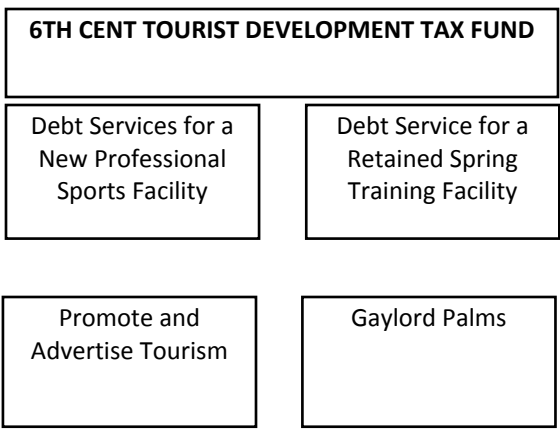 6TH CENT TOURIST DEVELOPMENT TAX FUND
Debt Services for a
New Professional
Sports Facility
Debt Service for a
Retained Spring
Training Facility
Promote and
Advertise Tourism
Gaylord Palms